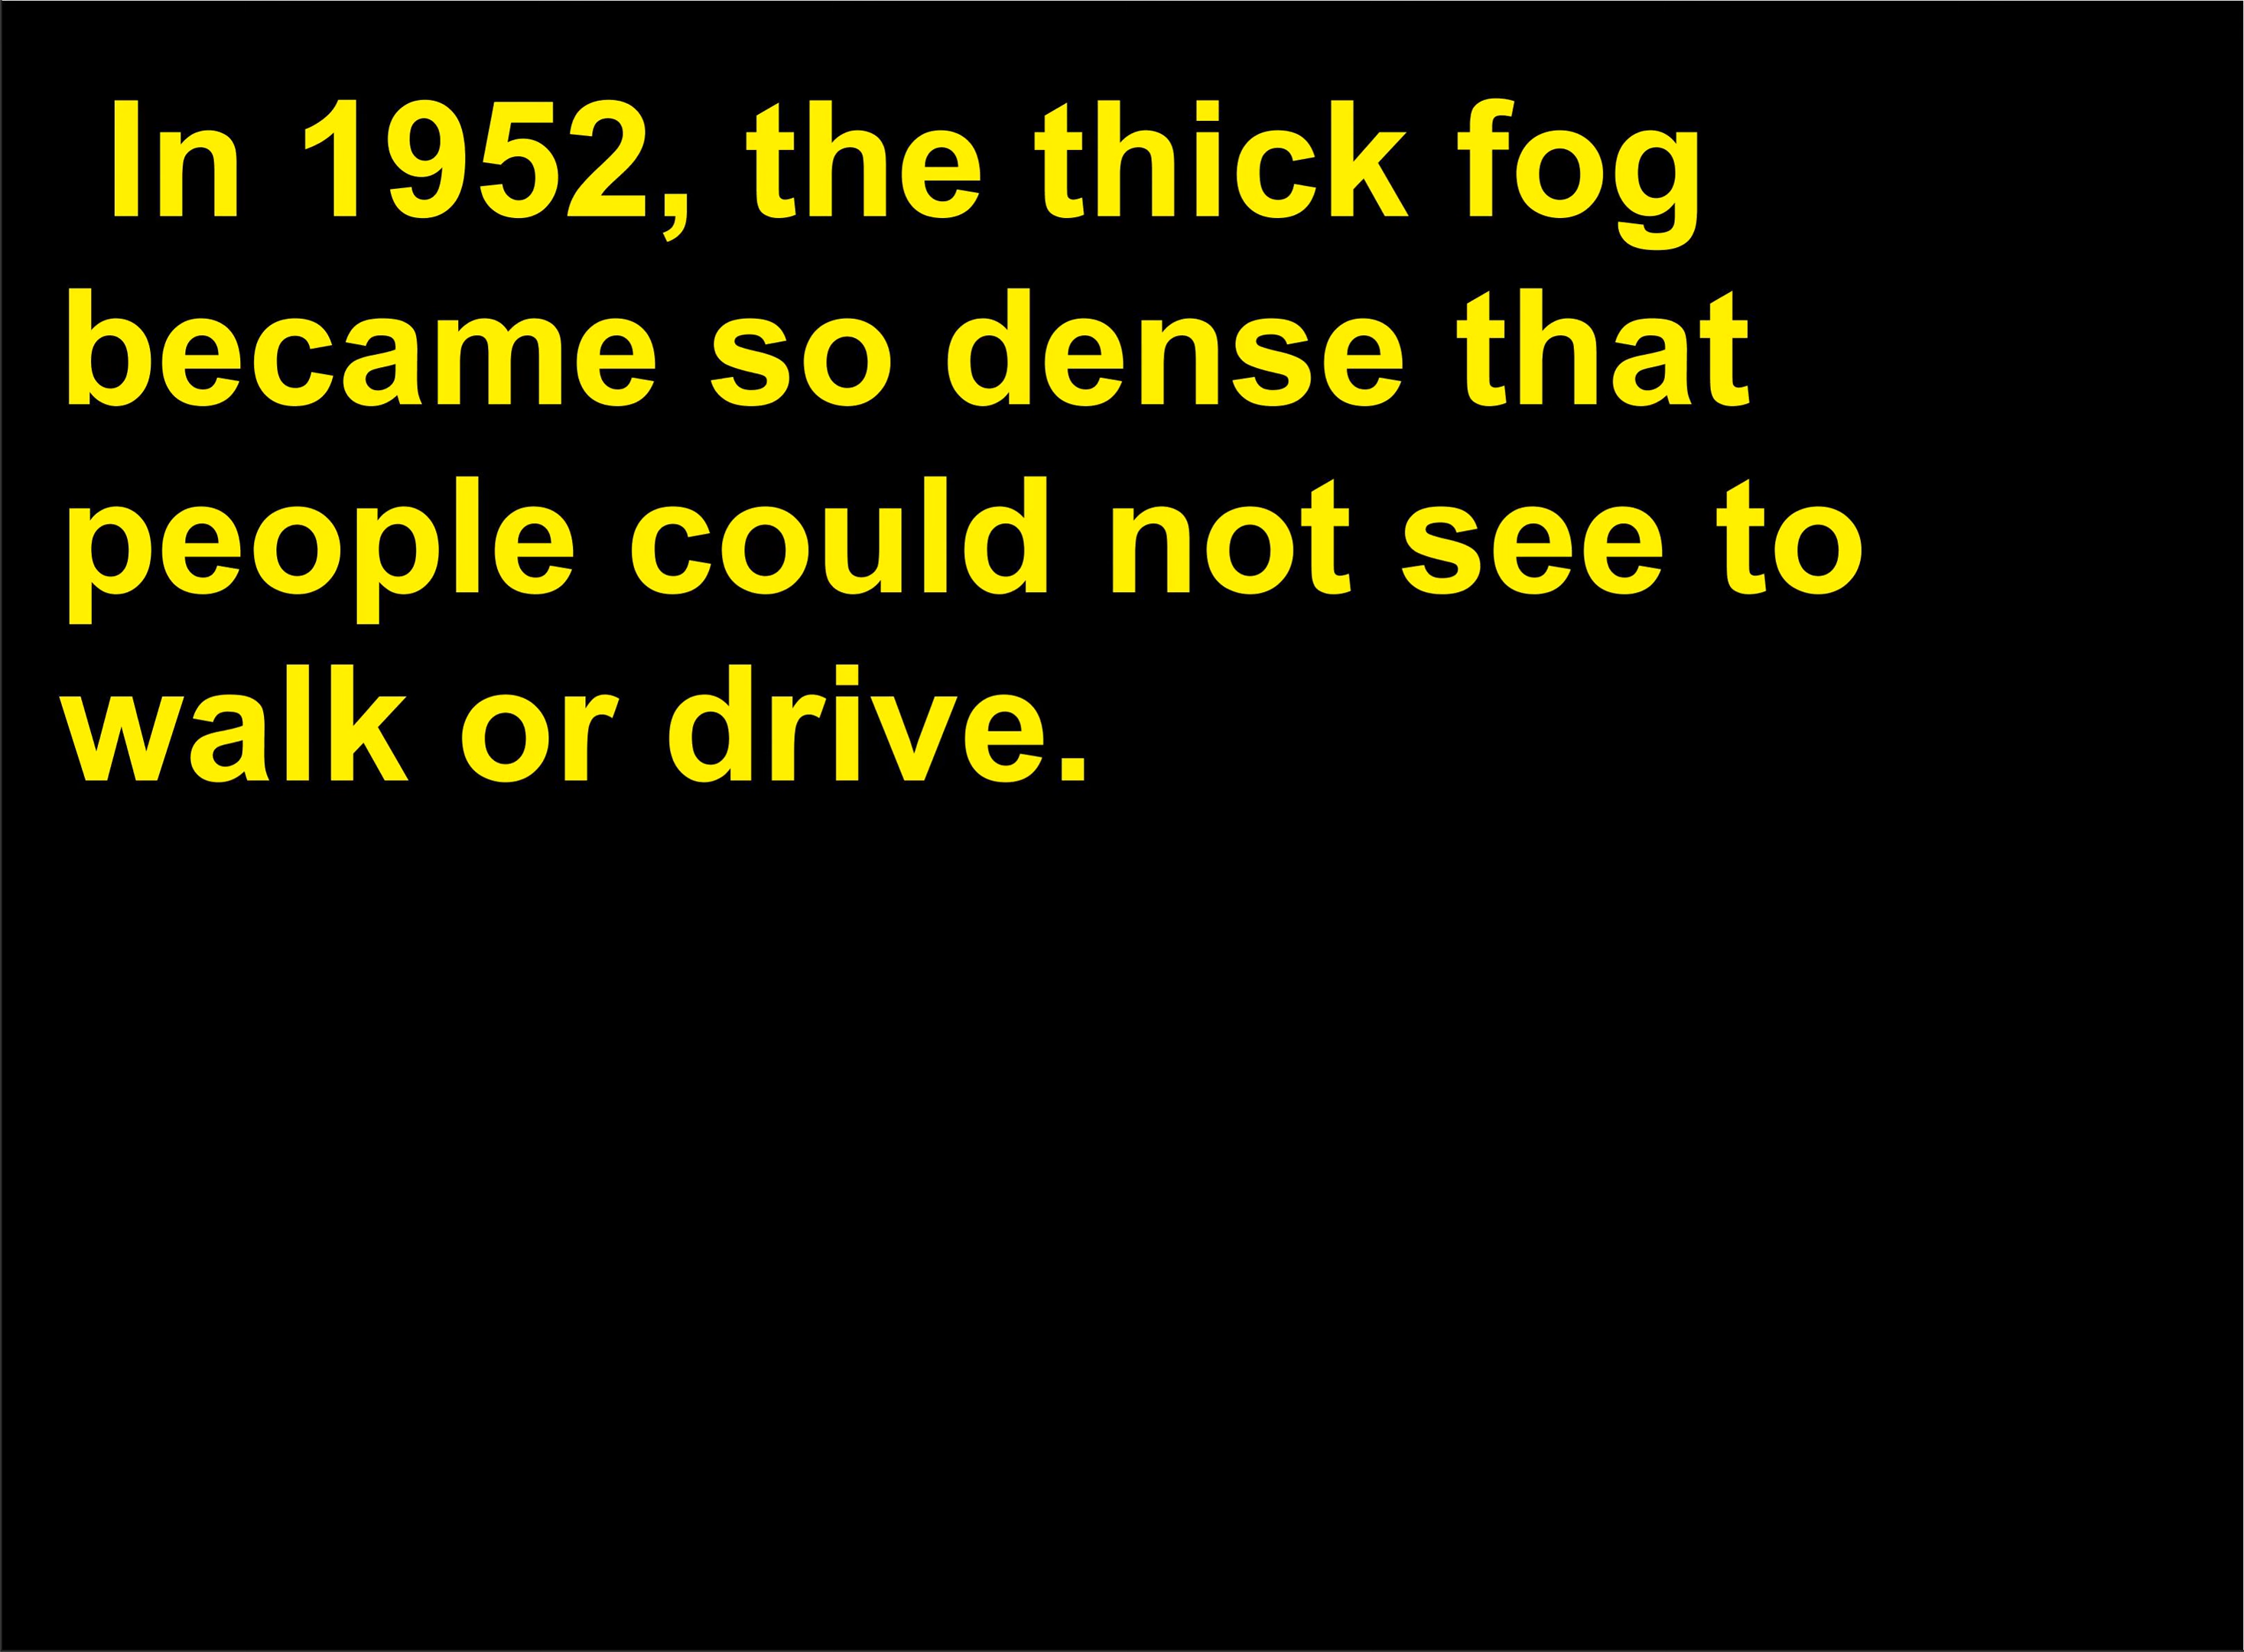 In 1952, the thick fog
became so dense that
people could not see to
walk or drive.